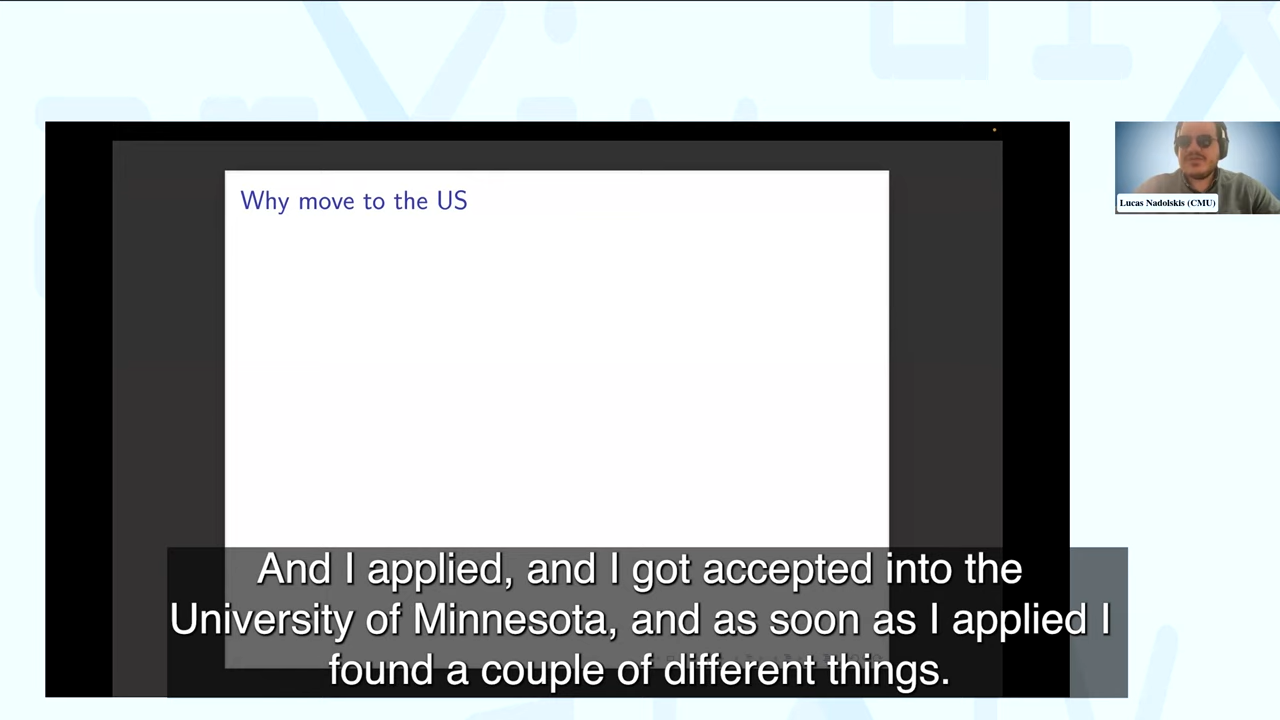 Why move to the US
Lucas Nadolskis (CMU)
And I applied, and I got accepted into the
University of Minnesota, and as soon as I applied I
found a couple of different things.